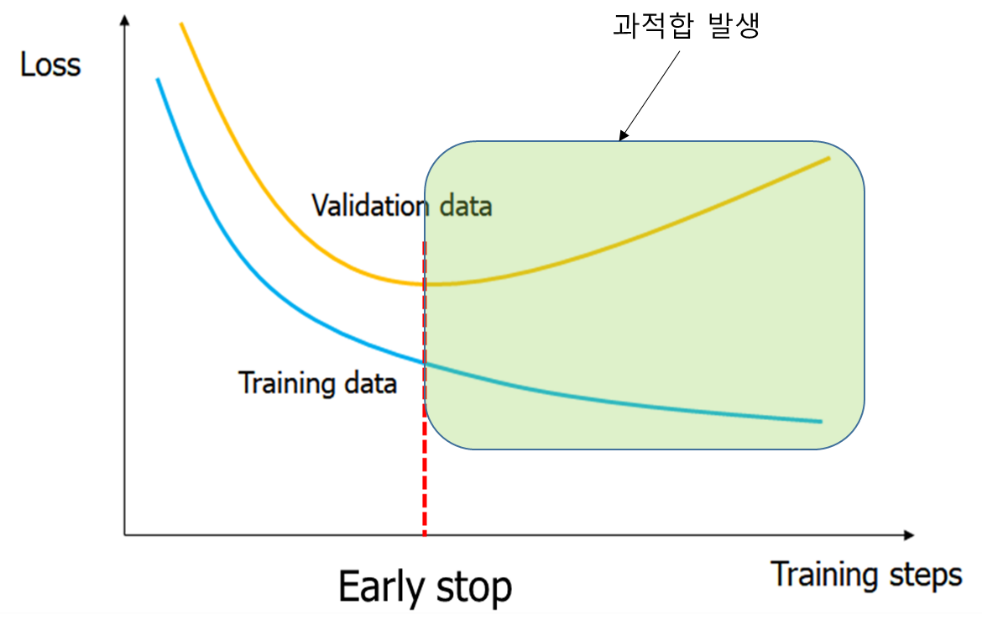 과적합 발생
Loss
Validation data
Training data
Early stop
Training steps